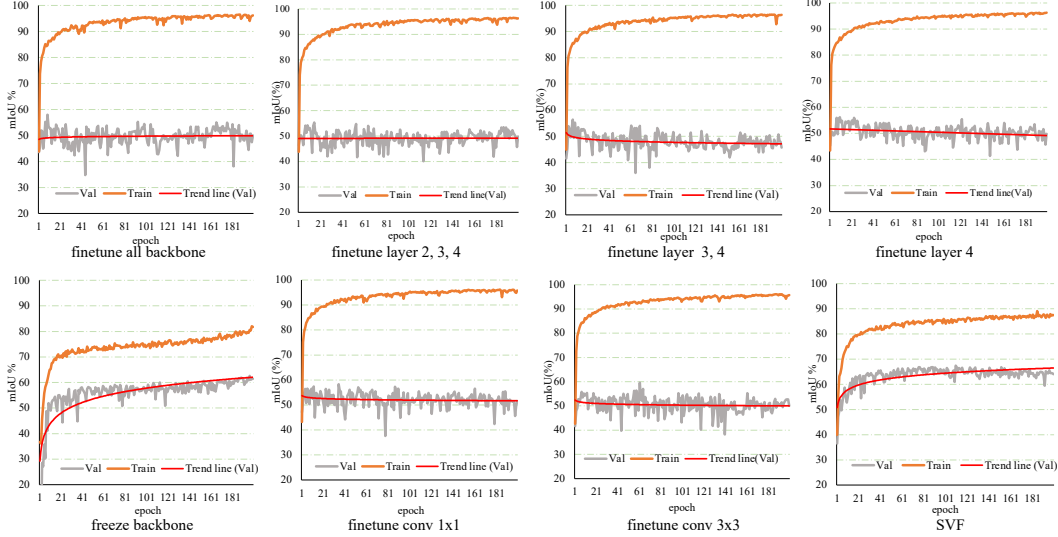 100
90
80
70
60
50
40
30
20
mIoU %
Val Train Trend line (Val)
1 21 41 61 81 101 121 141 161 181
epoch
finetune all backbone
100
90
80
70
60
50
40
30
20
mIoU(%)
Val Train Trend line(Val)
1 21 41 61 81 101 121 141 161 181
epoch
finetune layer 2, 3, 4
100
90
80
70
60
50
40
30
20
mIoU(%)
Val Train Trend line(Val)
1 21 41 61 81 101 121 141 161 181
epoch
finetune layer 3, 4
100
90
80
70
60
50
40
30
20
mIoU(%)
Val Train Trend line(Val)
1 21 41 61 81 101 121 141 161 181
epoch
finetune layer 4
100
90
80
70
60
50
40
30
20
mIoU %
Val Train Trend line (Val)
1 21 41 61 81 101 121 141 161 181
epoch
freeze backbone
100
90
80
70
60
50
40
30
20
mIoU (%)
Val Train Trend line (Val)
1 21 41 61 81 101 121 141 161 181
epoch
finetune conv 1x1
100
90
80
70
60
50
40
30
20
mIoU (%)
Val Train Trend line (Val)
1 21 41 61 81 101 121 141 161 181
epoch
finetune conv 3x3
100
90
80
70
60
50
40
30
20
mIoU %
Val Train Trend line (Val)
1 21 41 61 81 101 121 141 161 181
epoch
SVF